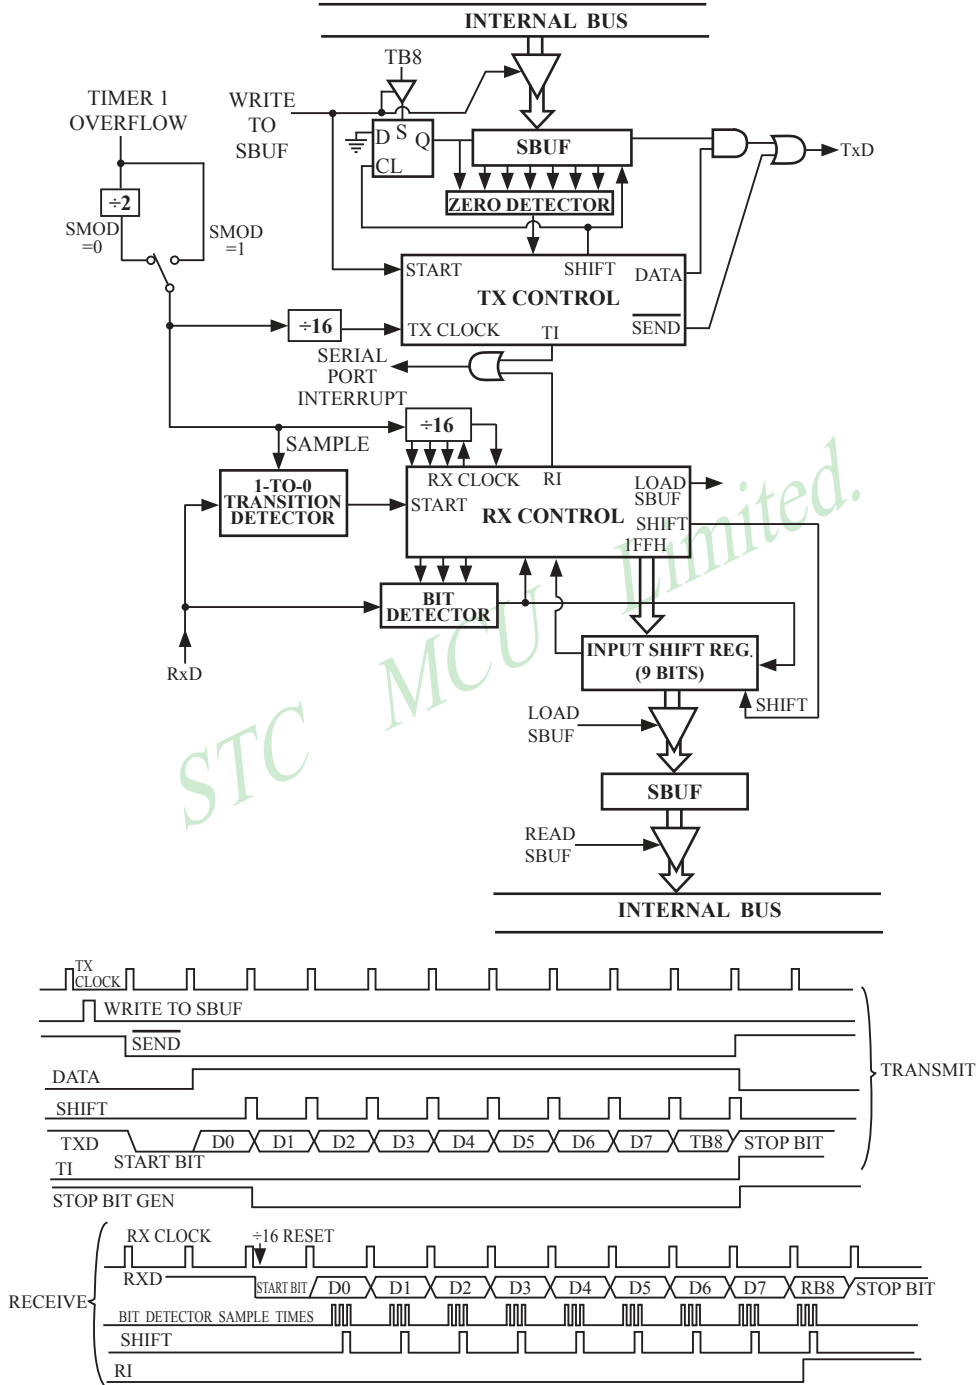 INTERNAL BUS
TB8
TIMER 1
OVERFLOW
WRITE
TO
SBUF
D S Q
CL
SBUF
TxD
÷2
ZERO DETECTOR
SMOD
=0
SMOD
=1
START
SHIFT
DATA
TX CONTROL
÷16
TX CLOCK
TI
SEND
SERIAL
PORT
INTERRUPT
÷16
SAMPLE
RX CLOCK
RI
LOAD
SBUF
1-TO-0
TRANSITION
DETECTOR
START
RX CONTROL
SHIFT
1FFH
BIT
DETECTOR
RxD
INPUT SHIFT REG.
(9 BITS)
SHIFT
LOAD
SBUF
SBUF
READ
SBUF
INTERNAL BUS
STC MCU Limited.
TX
CLOCK
WRITE TO SBUF
SEND
DATA
TRANSMIT
SHIFT
TXD
START BIT
D0 D1 D2 D3 D4 D5 D6 D7 TB8 STOP BIT
TI
STOP BIT GEN
RX CLOCK
÷16 RESET
RXD
START BIT D0 D1 D2 D3 D4 D5 D6 D7 RB8 STOP BIT
RECEIVE
BIT DETECTOR SAMPLE TIMES
SHIFT
RI